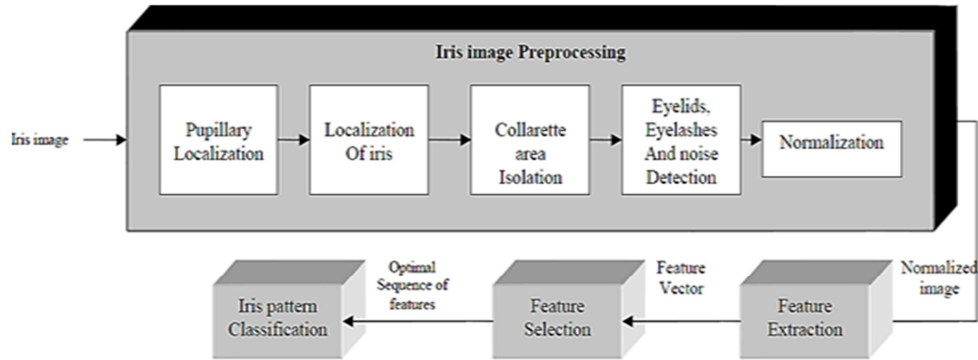 Iris image Preprocessing
Iris image
Pupillary
Localization
Localization
Of iris
Collarette
area
Isolation
Eyelids,
Eyelashes
And noise
Detection
Normalization
Normalized
image
Feature
Extraction
Feature
Vector
Feature
Selection
Optimal
Sequence of
features
Iris pattern
Classification